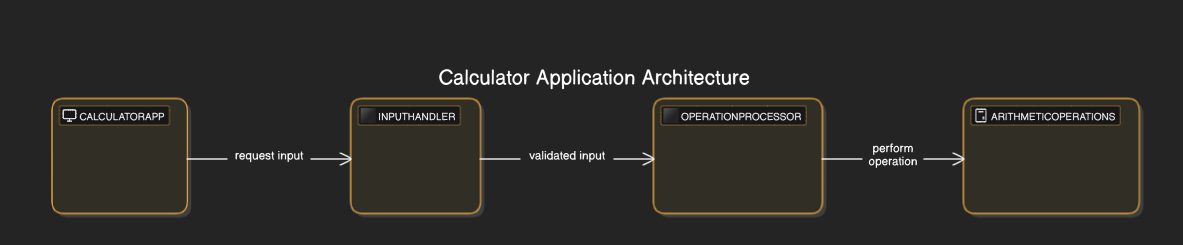 Calculator Application Architecture
CALCULATORAPP
INPUTHANDLER
OPERATIONPROCESSOR
ARITHMETICOPERATIONS
request input
validated input
perform
operation